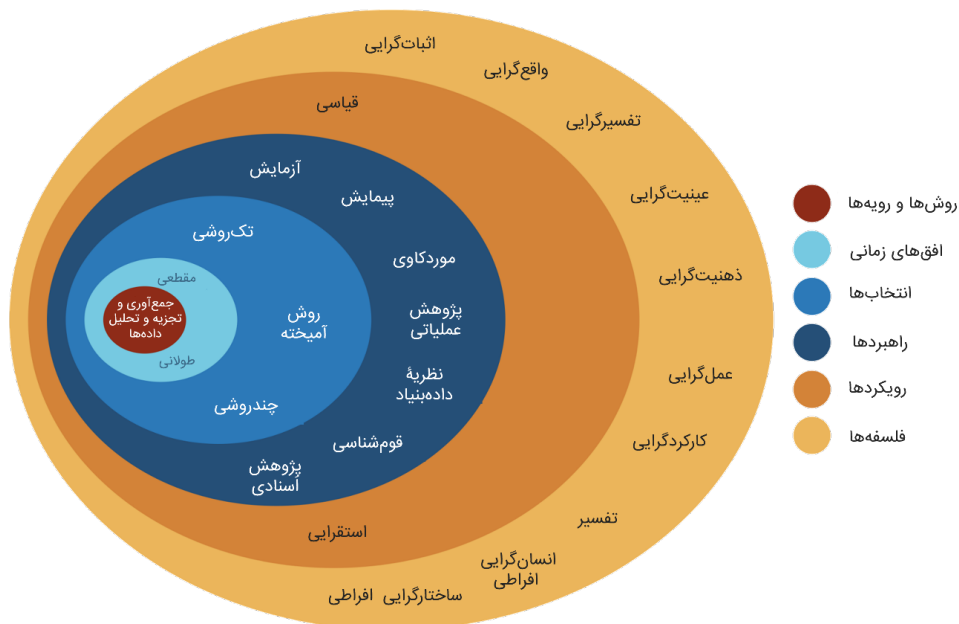 اثبات‌گرایی
واقع‌گرایی
تفسیرگرایی
عینیت‌گرایی
ذهنیت‌گرایی
عمل‌گرایی
کارکردگرایی
تفسیر
انسان‌گرایی
افراطی
ساختارگرایی افراطی
قیاسی
استقرایی
آزمایش
پیمایش
موردکاوی
پژوهش
عملیاتی
نظریهٔ
داده‌بنیاد
قوم‌شناسی
پژوهش
اسنادی
تک‌روشی
روش
آمیخته
چندروشی
مقطعی
طولانی
جمع‌آوری و
تجزیه و تحلیل
داده‌ها
روش‌ها و رویه‌ها
افق‌های زمانی
انتخاب‌ها
راهبردها
رویکردها
فلسفه‌ها